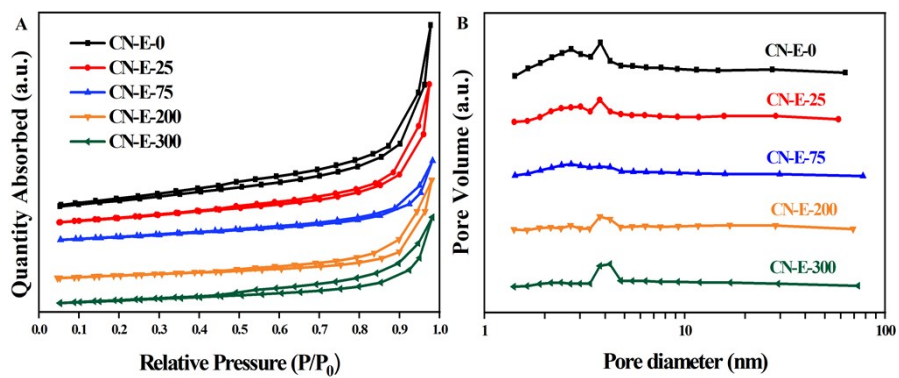 A
Quantity Absorbed (a.u.)
CN-E-0
CN-E-25
CN-E-75
CN-E-200
CN-E-300
0.0 0.1 0.2 0.3 0.4 0.5 0.6 0.7 0.8 0.9 1.0
Relative Pressure (P/P₀)
B
Pore Volume (a.u.)
CN-E-0
CN-E-25
CN-E-75
CN-E-200
CN-E-300
1 10 100
Pore diameter (nm)